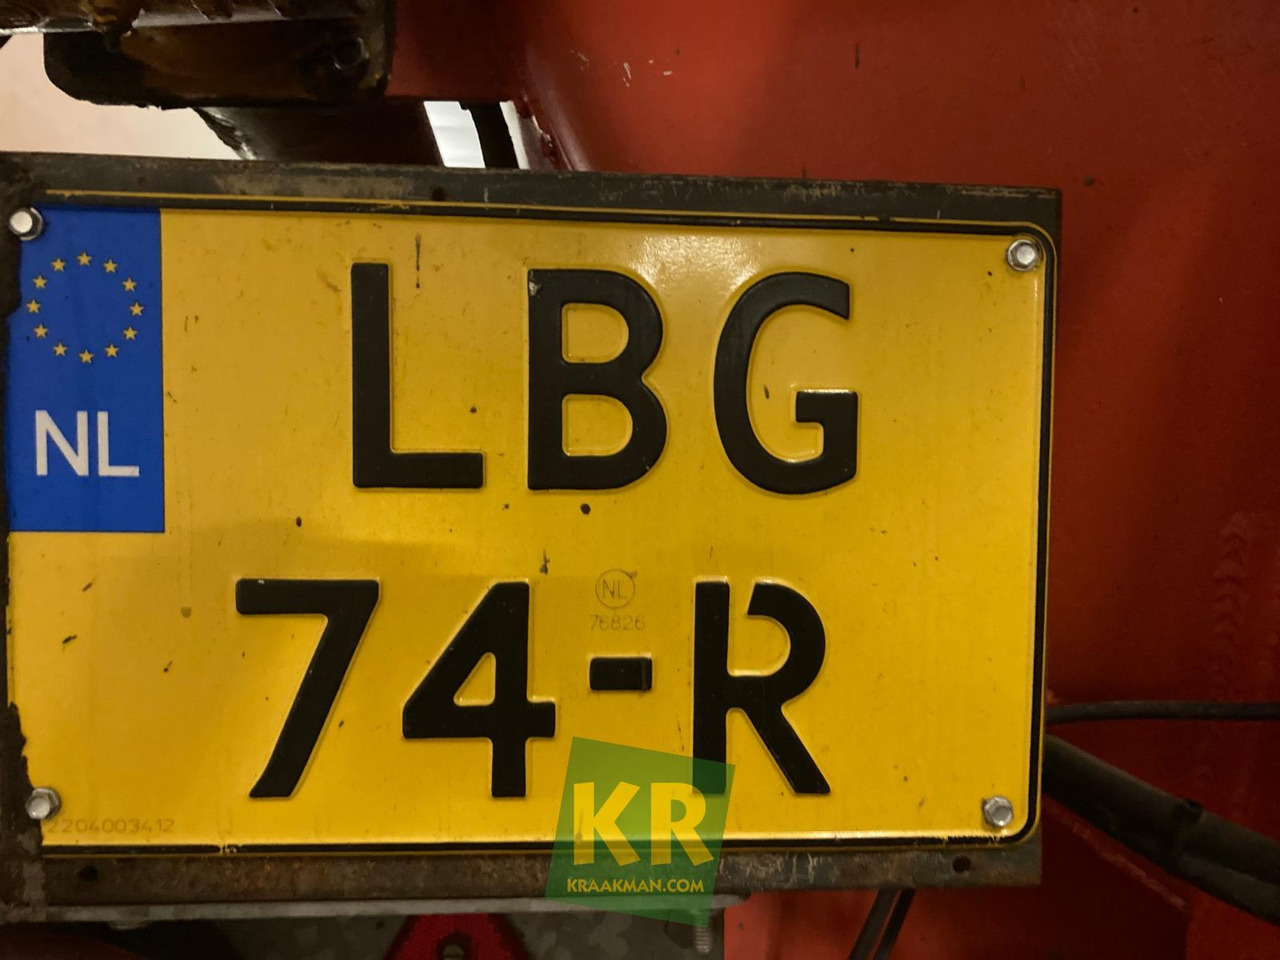 LBG
NL
74-R
NL
76826
2204003412
KR
KRAAKMAN.COM